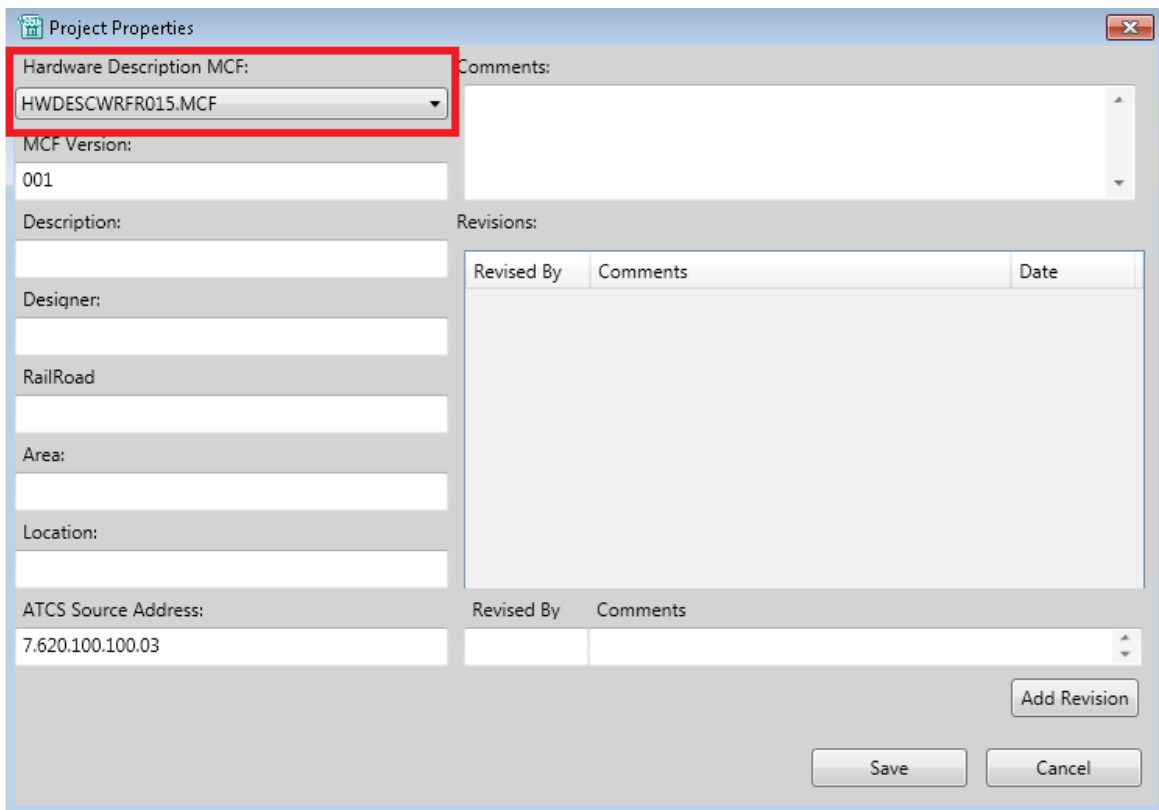 Project Properties
Hardware Description MCF:
HWDESCWRFR015.MCF
MCF Version:
001
Description:
Designer:
RailRoad
Area:
Location:
ATCS Source Address:
7.620.100.100.03
Comments:
Revisions:
Revised By Comments Date
Revised By Comments
Add Revision
Save Cancel